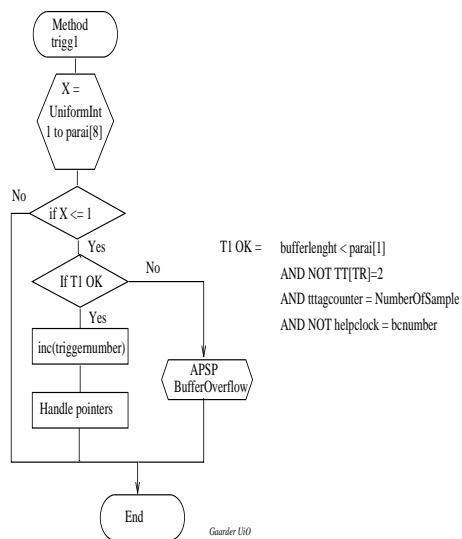 Method
trigg1
X =
UniformInt
1 to parai[8]
No
if X <= 1
Yes
If T1 OK
No
Yes
inc(triggernumber)
Handle pointers
APSP
BufferOverflow
End
T1 OK = bufferlenght < parai[1]
AND NOT TT[TR]=2
AND tttagcounter = NumberOfSample
AND NOT helpclock = bcnumber
Gaarder UiO